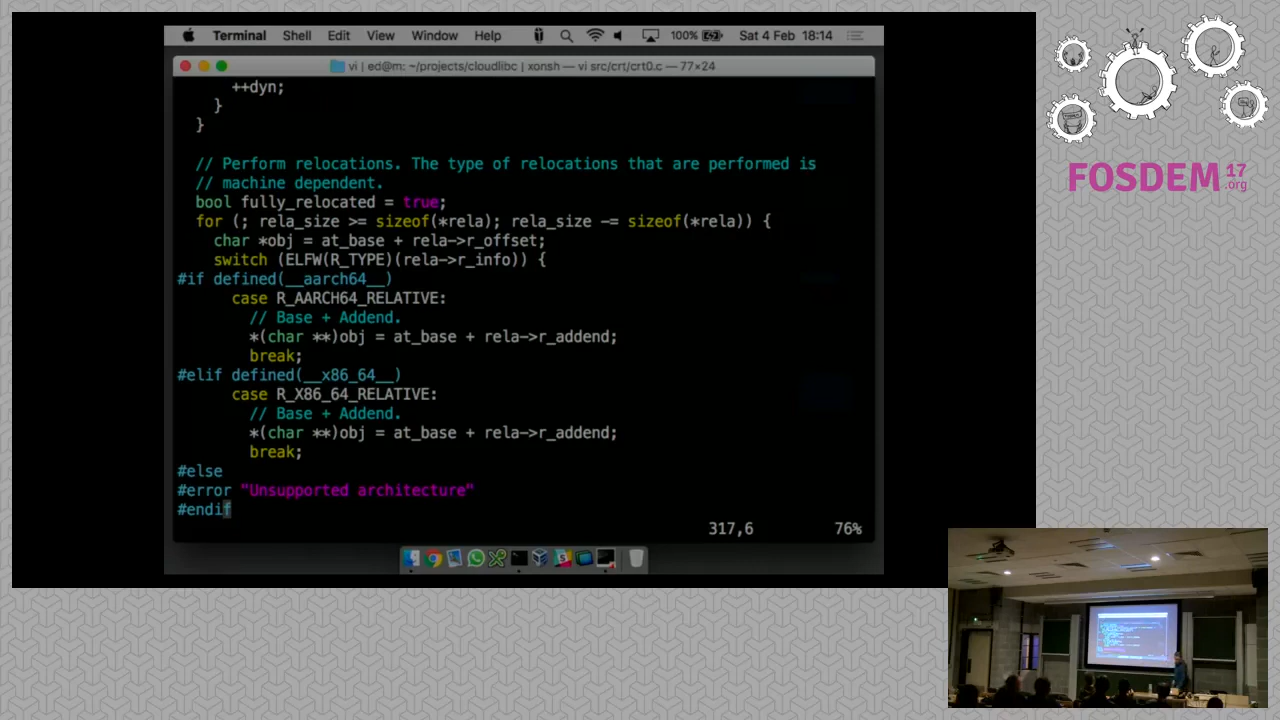 Terminal Shell Edit View Window Help 100% Sat 4 Feb 18:14
vi | ed@m: ~/projects/cloudlibc | xonsh — vi src/crt/crt0.c — 77×24
++dyn;
}
}
// Perform relocations. The type of relocations that are performed is
// machine dependent.
bool fully_relocated = true;
for (; rela_size >= sizeof(*rela); rela_size -= sizeof(*rela)) {
char *obj = at_base + rela->r_offset;
switch (ELFW(R_TYPE)(rela->r_info)) {
#if defined(__aarch64__)
case R_AARCH64_RELATIVE:
// Base + Addend.
*(char **)obj = at_base + rela->r_addend;
break;
#elif defined(__x86_64__)
case R_X86_64_RELATIVE:
// Base + Addend.
*(char **)obj = at_base + rela->r_addend;
break;
#else
#error "Unsupported architecture"
#endif
317,6 76%
FOSDEM 17 .org